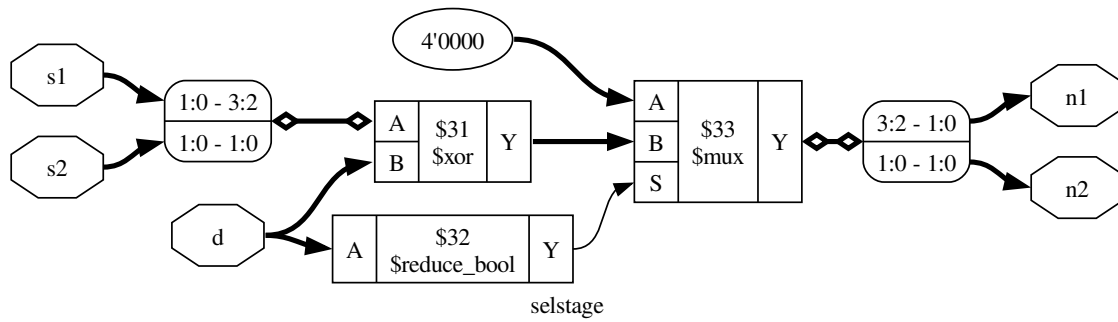 s1
s2
1:0 - 3:2
1:0 - 1:0
d
4'0000
A
B
$31
$xor
Y
A
$32
$reduce_bool
Y
A
B
S
$33
$mux
Y
3:2 - 1:0
1:0 - 1:0
n1
n2
selstage